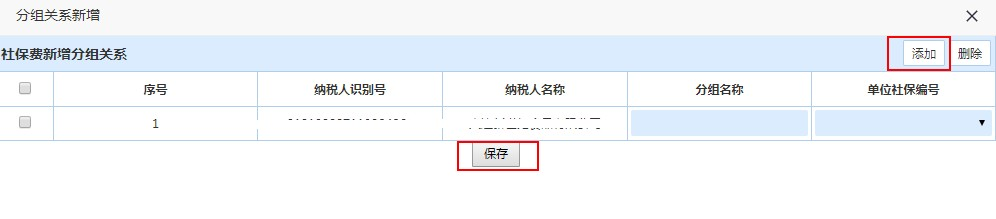 分组关系新增
社保费新增分组关系 添加 删除
序号 纳税人识别号 纳税人名称 分组名称 单位社保编号
1
保存